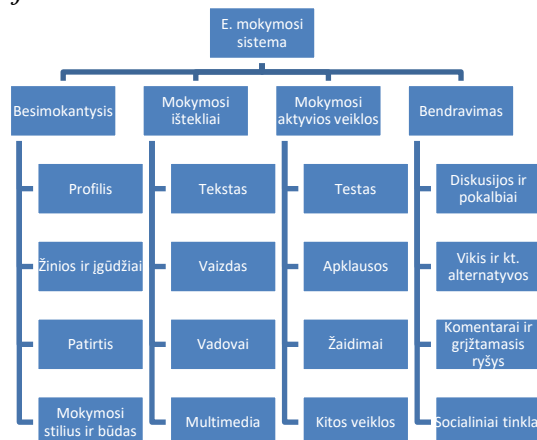 E. mokymosi
sistema
Besimokantysis
Mokymosi
ištekliai
Mokymosi
aktyvios veiklos
Bendravimas
Profilis
Tekstas
Testas
Diskusijos ir
pokalbiai
Žinios ir įgūdžiai
Vaizdas
Apklausos
Vikis ir kt.
alternatyvos
Patirtis
Vadovai
Žaidimai
Komentarai ir
grįžtamasis
ryšys
Mokymosi
stilius ir būdas
Multimedia
Kitos veiklos
Socialiniai tinkla